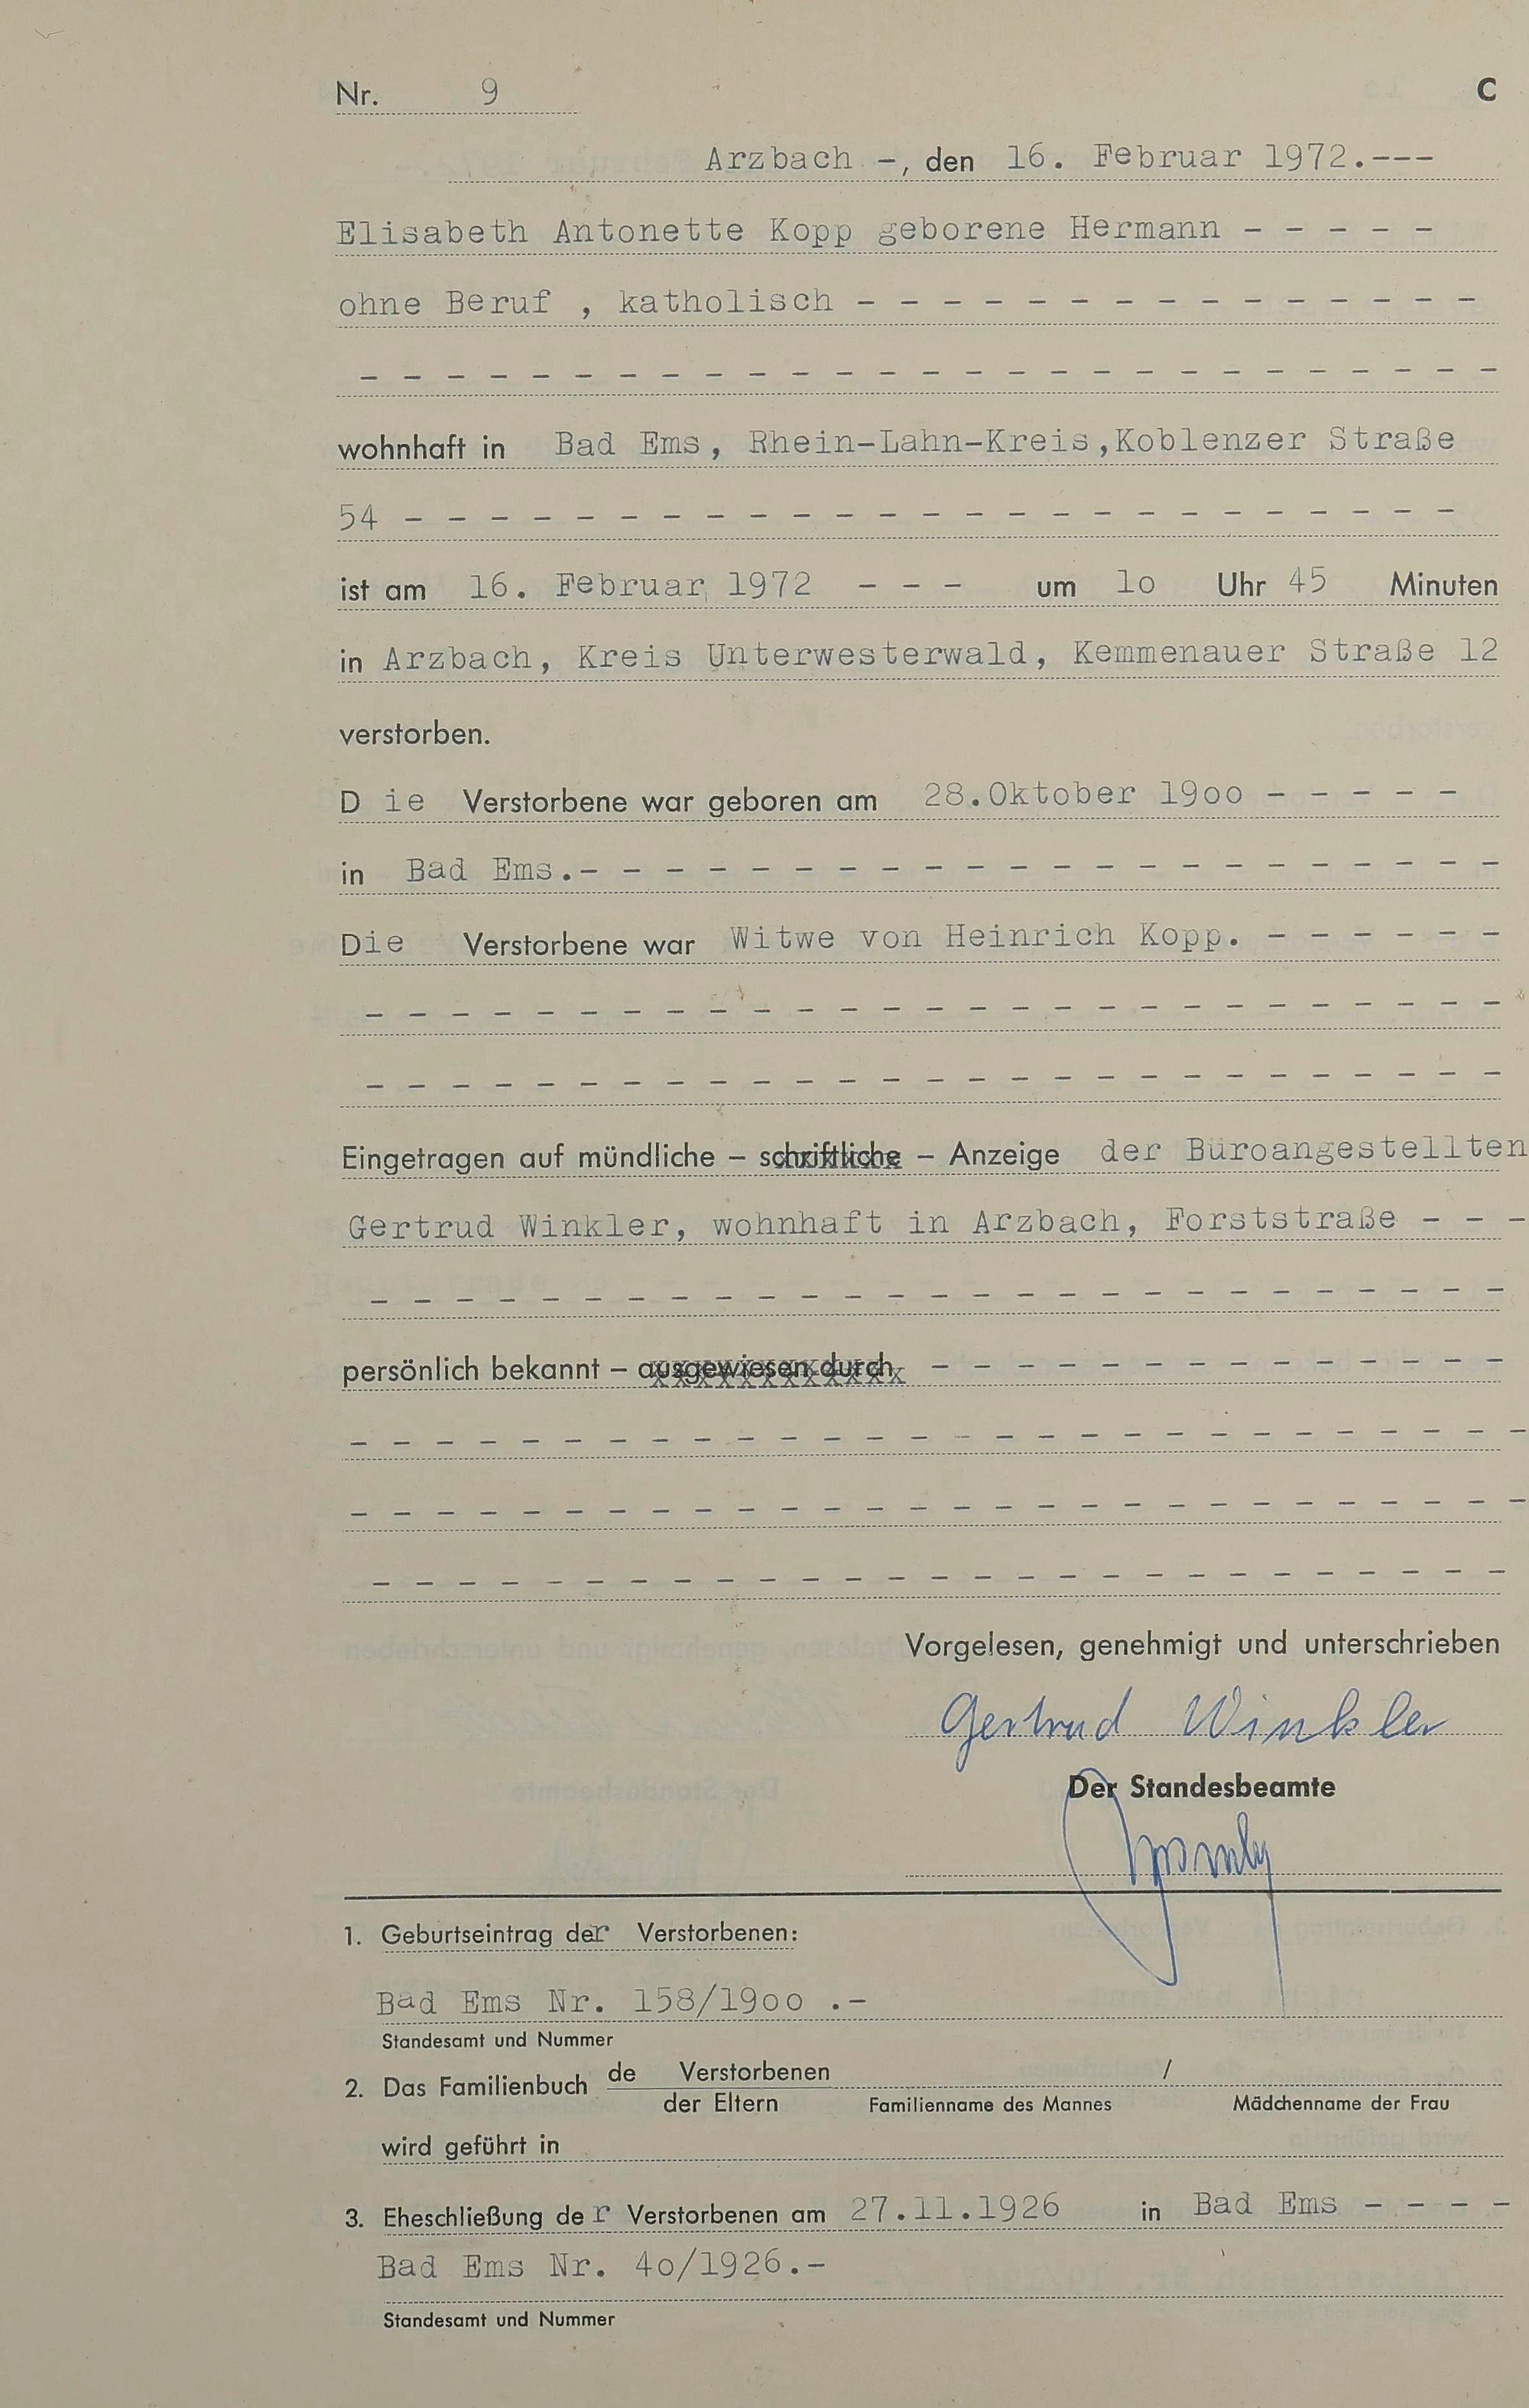 Nr. 9 C
Arzbach -, den 16. Februar 1972.---
Elisabeth Antonette Kopp geborene Hermann - - - - -
ohne Beruf , katholisch - - - - - - - - - - - - - - -
- - - - - - - - - - - - - - - - - - - - - - - - - - -
wohnhaft in Bad Ems, Rhein-Lahn-Kreis,Koblenzer Straße
54 - - - - - - - - - - - - - - - - - - - - - - - - -
ist am 16. Februar 1972 - - - um 1o Uhr 45 Minuten
in Arzbach, Kreis Unterwesterwald, Kemmenauer Straße 12
verstorben.
D ie Verstorbene war geboren am 28.Oktober 19oo - - - - -
in Bad Ems.- - - - - - - - - - - - - - - - - - - - - -
Die Verstorbene war Witwe von Heinrich Kopp. - - - - - -
- - - - - - - - - - - - - - - - - - - - - - - - - - -
- - - - - - - - - - - - - - - - - - - - - - - - - - -
Eingetragen auf mündliche – schriftliche – Anzeige der Büroangestellten
Gertrud Winkler, wohnhaft in Arzbach, Forststraße - - -
- - - - - - - - - - - - - - - - - - - - - - - - - - -
persönlich bekannt – ausgewiesen durch - - - - - - - - - - - - - -
- - - - - - - - - - - - - - - - - - - - - - - - - - - -
- - - - - - - - - - - - - - - - - - - - - - - - - - - -
- - - - - - - - - - - - - - - - - - - - - - - - - - -
Vorgelesen, genehmigt und unterschrieben
Gertrud Winkler
Der Standesbeamte
1. Geburtseintrag der Verstorbenen:
Bad Ems Nr. 158/19oo .-
Standesamt und Nummer
2. Das Familienbuch de Verstorbenen /
der Eltern Familienname des Mannes Mädchenname der Frau
wird geführt in
3. Eheschließung der Verstorbenen am 27.11.1926 in Bad Ems - - - -
Bad Ems Nr. 4o/1926.-
Standesamt und Nummer